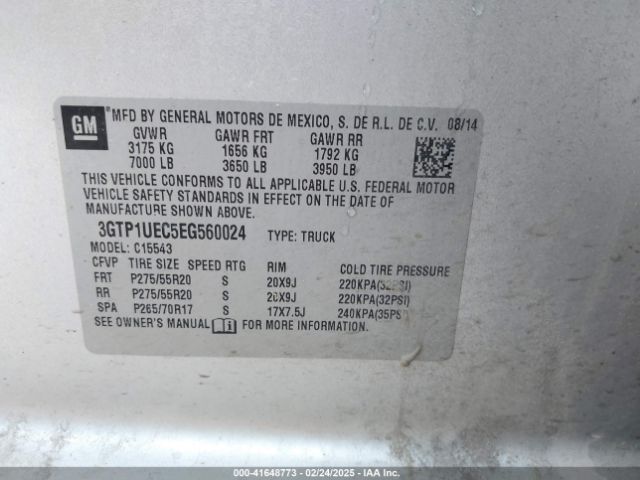 GM
® MFD BY GENERAL MOTORS DE MEXICO, S. DE R.L. DE C.V. 08/14
GVWR GAWR FRT GAWR RR
3175 KG 1656 KG 1792 KG
7000 LB 3650 LB 3950 LB
THIS VEHICLE CONFORMS TO ALL APPLICABLE U.S. FEDERAL MOTOR
VEHICLE SAFETY STANDARDS IN EFFECT ON THE DATE OF
MANUFACTURE SHOWN ABOVE.
3GTP1UEC5EG560024 TYPE: TRUCK
MODEL: C15543
CFVP TIRE SIZE SPEED RTG RIM COLD TIRE PRESSURE
FRT P275/55R20 S 20X9J 220KPA(32PSI)
RR P275/55R20 S 20X9J 220KPA(32PSI)
SPA P265/70R17 S 17X7.5J 240KPA(35PSI)
SEE OWNER'S MANUAL FOR MORE INFORMATION.
000-41648773 - 02/24/2025 - IAA Inc.